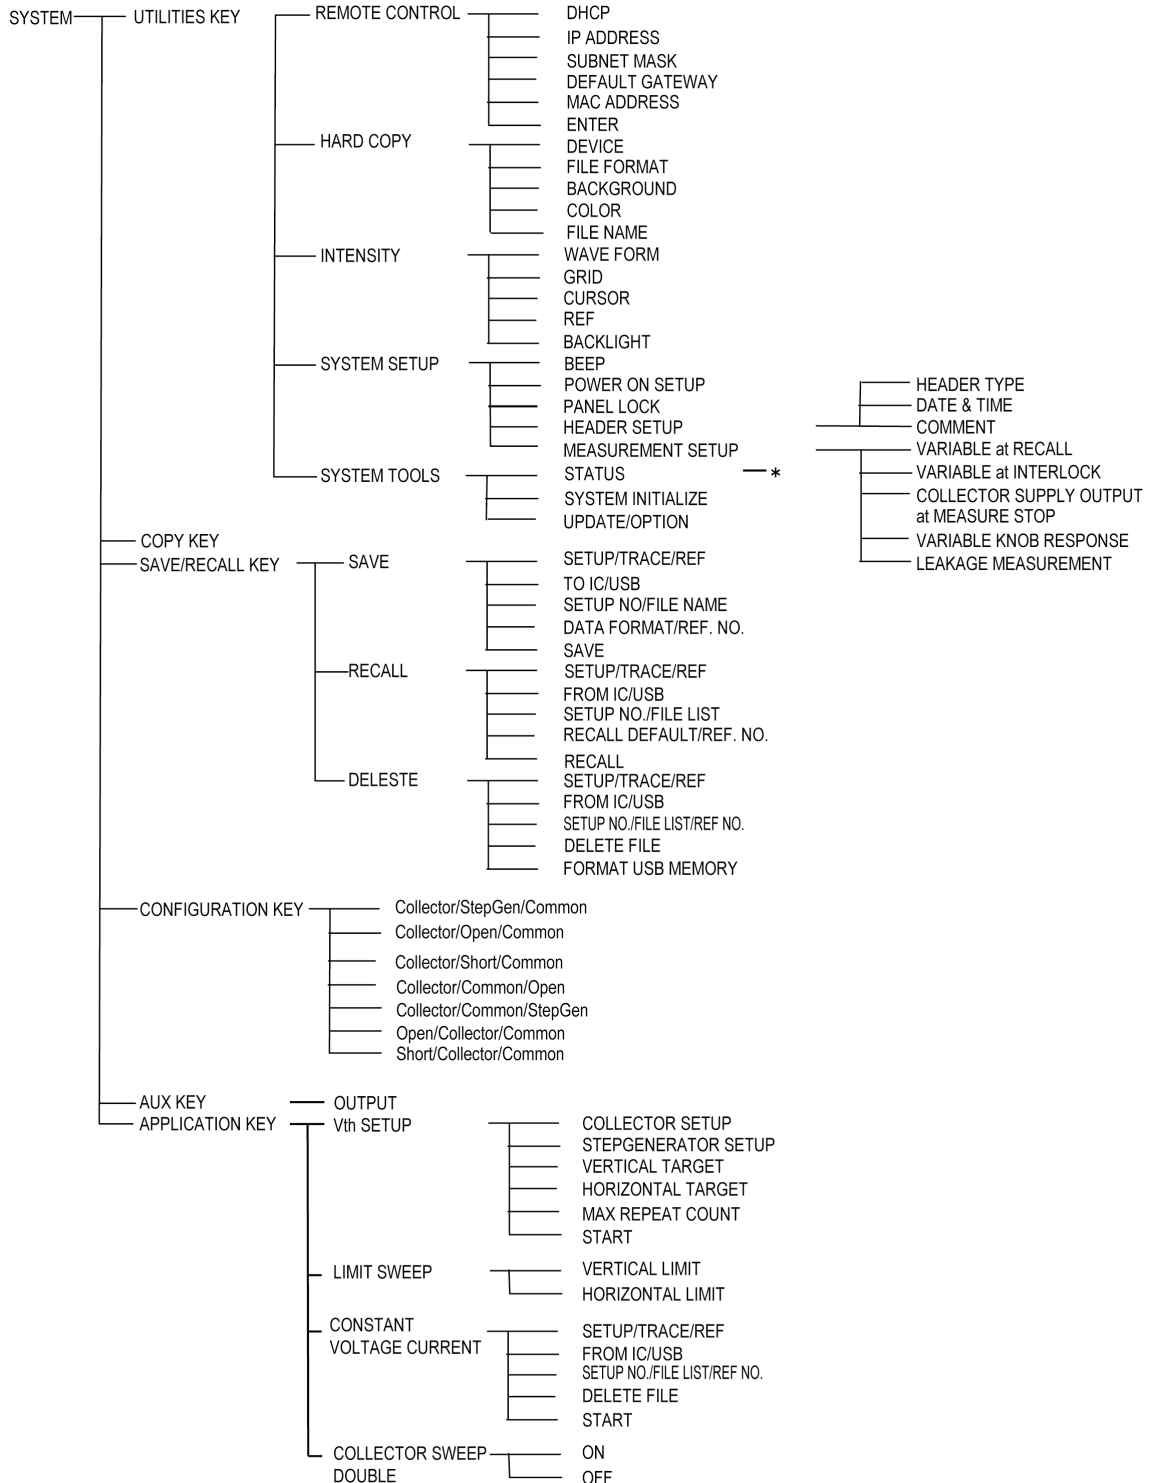 SYSTEM
UTILITIES KEY
REMOTE CONTROL
DHCP
IP ADDRESS
SUBNET MASK
DEFAULT GATEWAY
MAC ADDRESS
ENTER
HARD COPY
DEVICE
FILE FORMAT
BACKGROUND
COLOR
FILE NAME
INTENSITY
WAVE FORM
GRID
CURSOR
REF
BACKLIGHT
SYSTEM SETUP
BEEP
POWER ON SETUP
PANEL LOCK
HEADER SETUP
HEADER TYPE
DATE & TIME
COMMENT
MEASUREMENT SETUP
VARIABLE at RECALL
VARIABLE at INTERLOCK
COLLECTOR SUPPLY OUTPUT
at MEASURE STOP
VARIABLE KNOB RESPONSE
LEAKAGE MEASUREMENT
SYSTEM TOOLS
STATUS
*
SYSTEM INITIALIZE
UPDATE/OPTION
COPY KEY
SAVE/RECALL KEY
SAVE
SETUP/TRACE/REF
TO IC/USB
SETUP NO/FILE NAME
DATA FORMAT/REF. NO.
SAVE
RECALL
SETUP/TRACE/REF
FROM IC/USB
SETUP NO./FILE LIST
RECALL DEFAULT/REF. NO.
RECALL
DELESTE
SETUP/TRACE/REF
FROM IC/USB
SETUP NO./FILE LIST/REF NO.
DELETE FILE
FORMAT USB MEMORY
CONFIGURATION KEY
Collector/StepGen/Common
Collector/Open/Common
Collector/Short/Common
Collector/Common/Open
Collector/Common/StepGen
Open/Collector/Common
Short/Collector/Common
AUX KEY
OUTPUT
APPLICATION KEY
Vth SETUP
COLLECTOR SETUP
STEPGENERATOR SETUP
VERTICAL TARGET
HORIZONTAL TARGET
MAX REPEAT COUNT
START
LIMIT SWEEP
VERTICAL LIMIT
HORIZONTAL LIMIT
CONSTANT
VOLTAGE CURRENT
SETUP/TRACE/REF
FROM IC/USB
SETUP NO./FILE LIST/REF NO.
DELETE FILE
START
COLLECTOR SWEEP
DOUBLE
ON
OFF